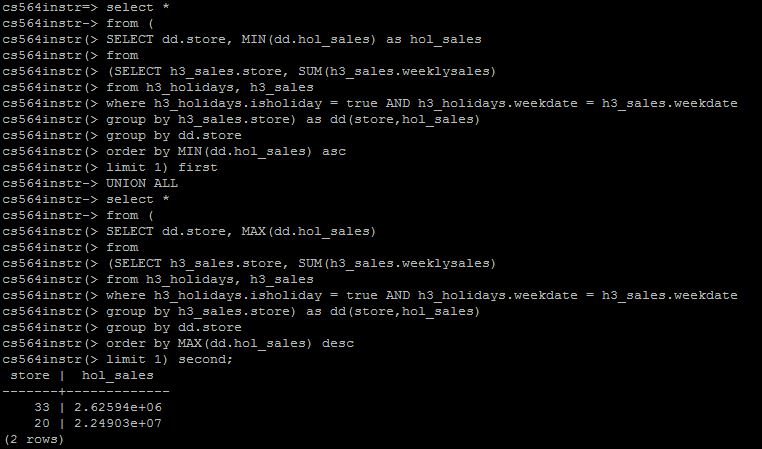 cs564instr=> select *
cs564instr-> from (
cs564instr(> SELECT dd.store, MIN(dd.hol_sales) as hol_sales
cs564instr(> from
cs564instr(> (SELECT h3_sales.store, SUM(h3_sales.weeklysales)
cs564instr(> from h3_holidays, h3_sales
cs564instr(> where h3_holidays.isholiday = true AND h3_holidays.weekdate = h3_sales.weekdate
cs564instr(> group by h3_sales.store) as dd(store,hol_sales)
cs564instr(> group by dd.store
cs564instr(> order by MIN(dd.hol_sales) asc
cs564instr(> limit 1) first
cs564instr-> UNION ALL
cs564instr-> select *
cs564instr-> from (
cs564instr(> SELECT dd.store, MAX(dd.hol_sales)
cs564instr(> from
cs564instr(> (SELECT h3_sales.store, SUM(h3_sales.weeklysales)
cs564instr(> from h3_holidays, h3_sales
cs564instr(> where h3_holidays.isholiday = true AND h3_holidays.weekdate = h3_sales.weekdate
cs564instr(> group by h3_sales.store) as dd(store,hol_sales)
cs564instr(> group by dd.store
cs564instr(> order by MAX(dd.hol_sales) desc
cs564instr(> limit 1) second;
 store |  hol_sales
-------+-------------
    33 | 2.62594e+06
    20 | 2.24903e+07
(2 rows)